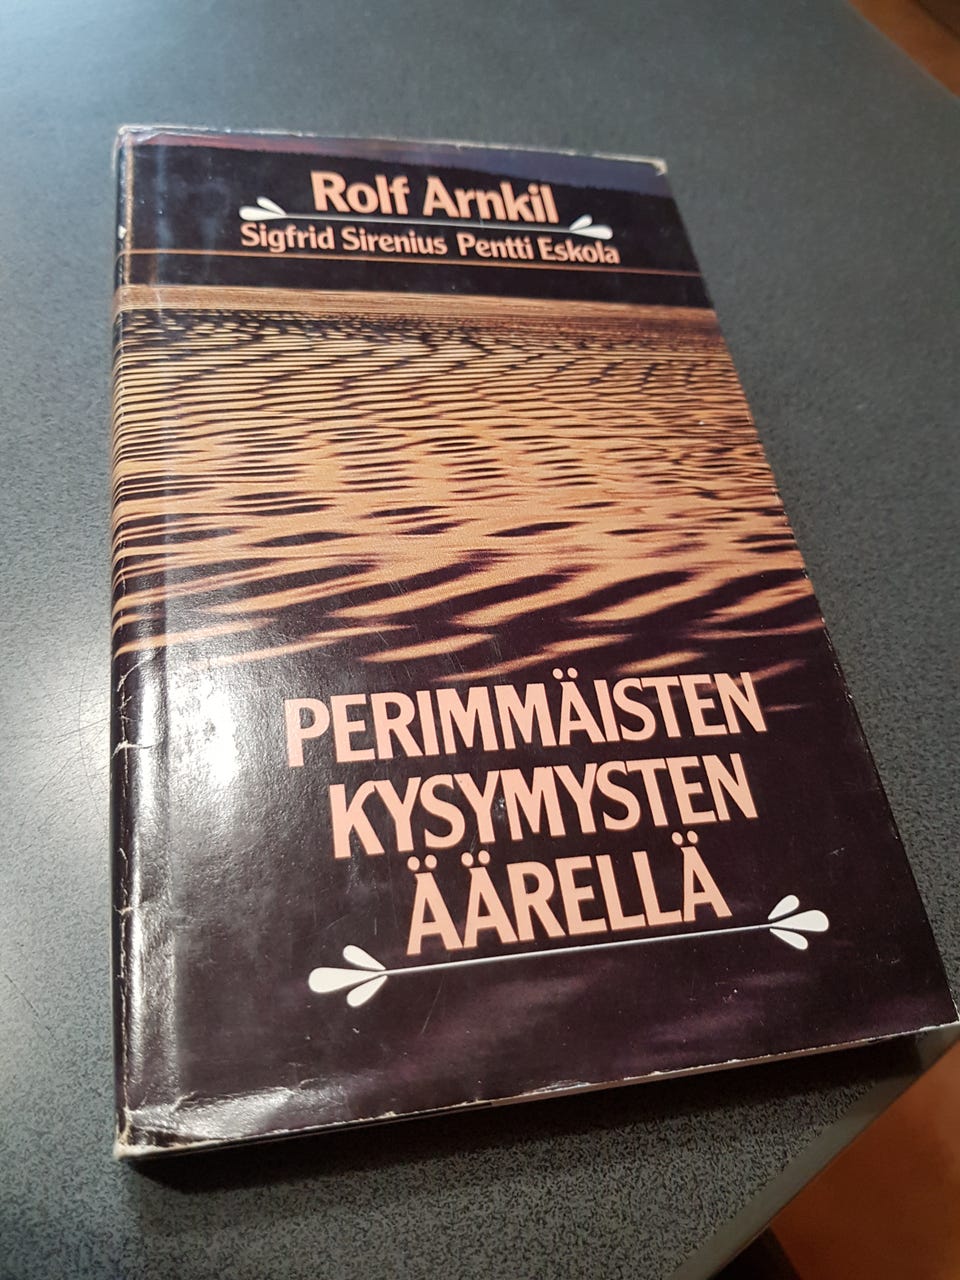 Rolf Arnkil
Sigfrid Sirenius Pentti Eskola
PERIMMÄISTEN
KYSYMYSTEN
ÄÄRELLÄ